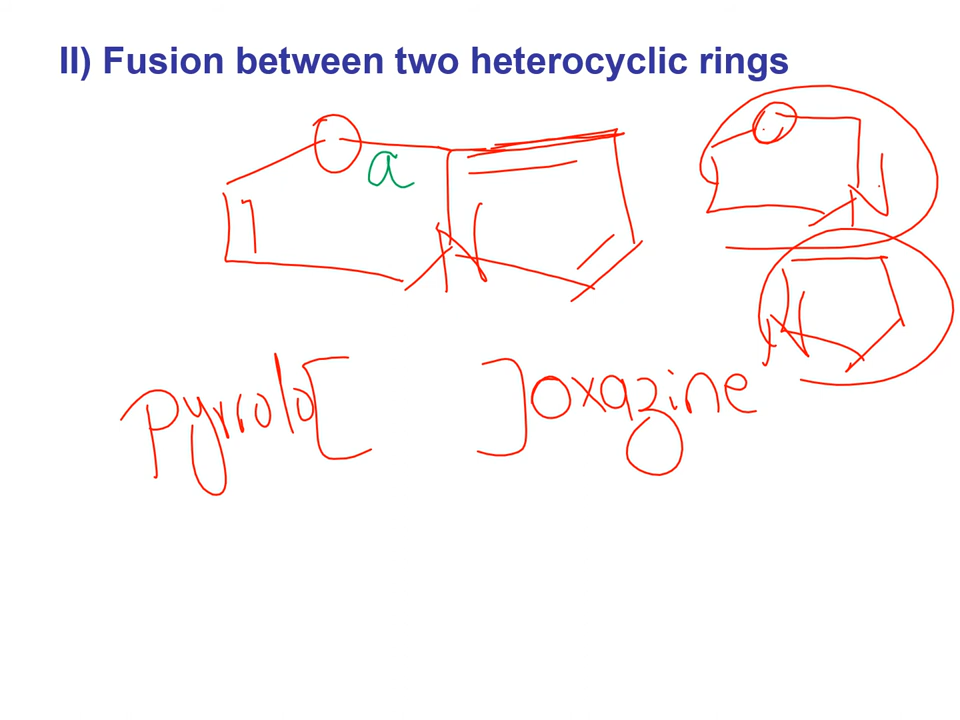 II) Fusion between two heterocyclic rings
O
O
a
N
N
N
Pyrrolo[ ]oxazine